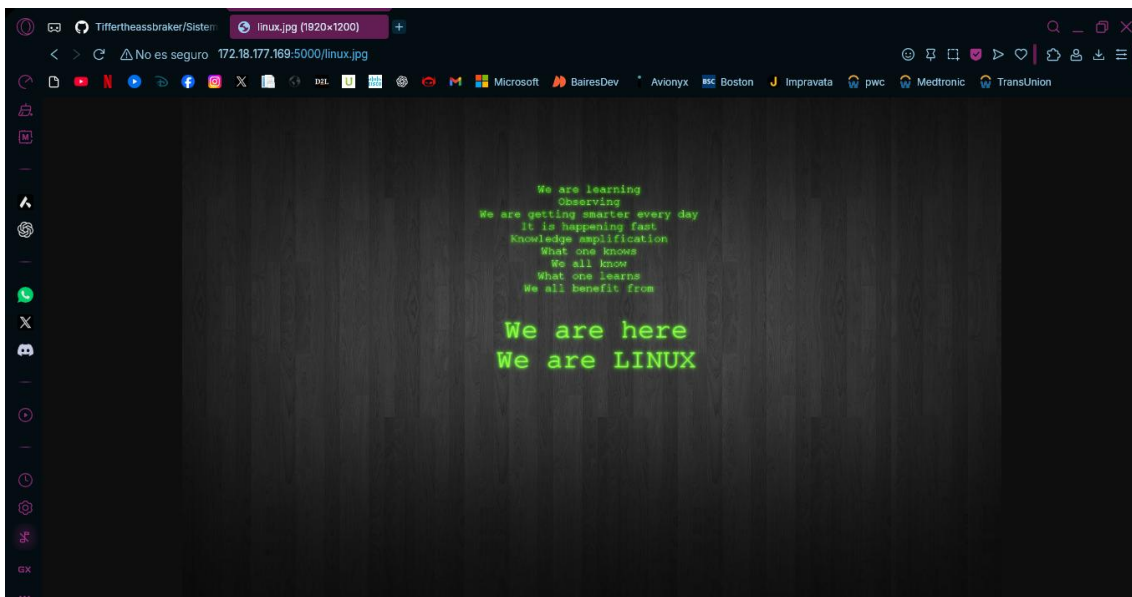 Tiffertheassbraker/Sistem
linux.jpg (1920×1200)
No es seguro 172.18.177.169:5000/linux.jpg
D2L U Microsoft BairesDev Avionyx BSC Boston J Impravata pwc Medtronic TransUnion
M
We are learning
Observing
We are getting smarter every day
It is happening fast
Knowledge amplification
What one knows
We all know
What one learns
We all benefit from
We are here
We are LINUX
GX